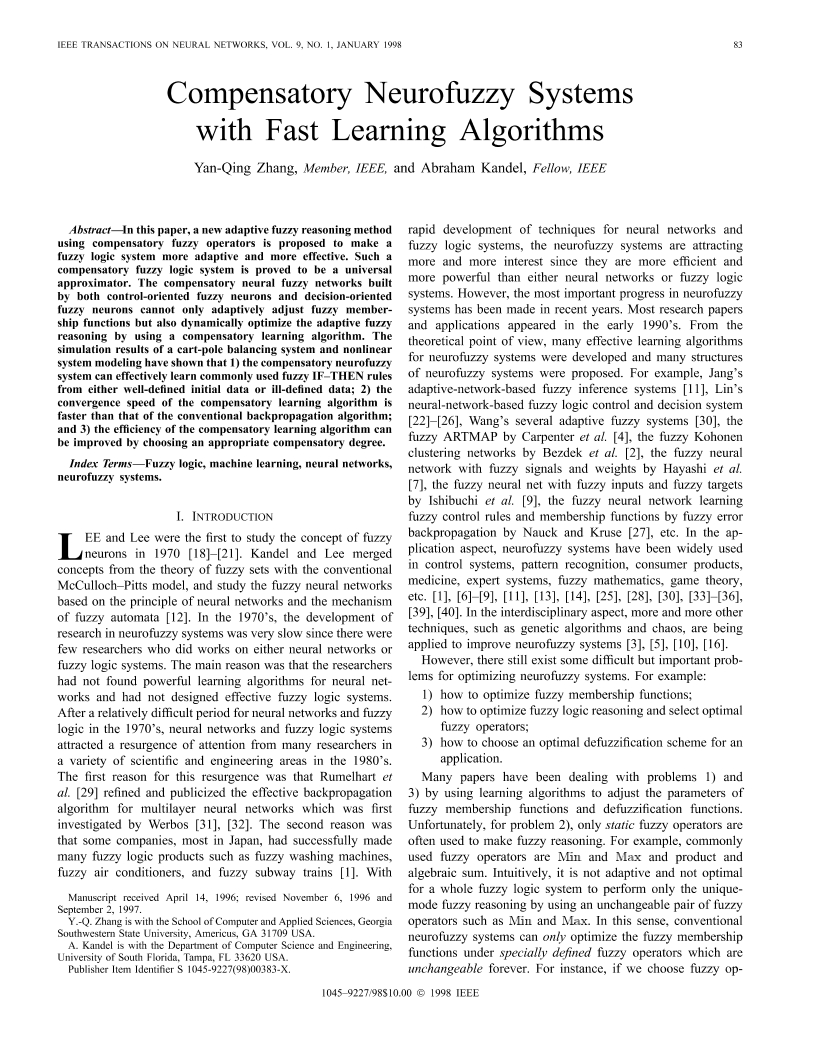 IEEE TRANSACTIONS ON NEURAL NETWORKS, VOL. 9, NO. 1, JANUARY 1998 83
Compensatory Neurofuzzy Systems
with Fast Learning Algorithms
Yan-Qing Zhang, Member, IEEE, and Abraham Kandel, Fellow, IEEE
Abstract—In this paper, a new adaptive fuzzy reasoning method
using compensatory fuzzy operators is proposed to make a
fuzzy logic system more adaptive and more effective. Such a
compensatory fuzzy logic system is proved to be a universal
approximator. The compensatory neural fuzzy networks built
by both control-oriented fuzzy neurons and decision-oriented
fuzzy neurons cannot only adaptively adjust fuzzy member-
ship functions but also dynamically optimize the adaptive fuzzy
reasoning by using a compensatory learning algorithm. The
simulation results of a cart-pole balancing system and nonlinear
system modeling have shown that 1) the compensatory neurofuzzy
system can effectively learn commonly used fuzzy IF–THEN rules
from either well-defined initial data or ill-defined data; 2) the
convergence speed of the compensatory learning algorithm is
faster than that of the conventional backpropagation algorithm;
and 3) the efficiency of the compensatory learning algorithm can
be improved by choosing an appropriate compensatory degree.
Index Terms—Fuzzy logic, machine learning, neural networks,
neurofuzzy systems.
I. INTRODUCTION
LEE and Lee were the first to study the concept of fuzzy
neurons in 1970 [18]–[21]. Kandel and Lee merged
concepts from the theory of fuzzy sets with the conventional
McCulloch–Pitts model, and study the fuzzy neural networks
based on the principle of neural networks and the mechanism
of fuzzy automata [12]. In the 1970's, the development of
research in neurofuzzy systems was very slow since there were
few researchers who did works on either neural networks or
fuzzy logic systems. The main reason was that the researchers
had not found powerful learning algorithms for neural net-
works and had not designed effective fuzzy logic systems.
After a relatively difficult period for neural networks and fuzzy
logic in the 1970's, neural networks and fuzzy logic systems
attracted a resurgence of attention from many researchers in
a variety of scientific and engineering areas in the 1980's.
The first reason for this resurgence was that Rumelhart et
al. [29] refined and publicized the effective backpropagation
algorithm for multilayer neural networks which was first
investigated by Werbos [31], [32]. The second reason was
that some companies, most in Japan, had successfully made
many fuzzy logic products such as fuzzy washing machines,
fuzzy air conditioners, and fuzzy subway trains [1]. With
Manuscript received April 14, 1996; revised November 6, 1996 and
September 2, 1997.
Y.-Q. Zhang is with the School of Computer and Applied Sciences, Georgia
Southwestern State University, Americus, GA 31709 USA.
A. Kandel is with the Department of Computer Science and Engineering,
University of South Florida, Tampa, FL 33620 USA.
Publisher Item Identifier S 1045-9227(98)00383-X.
rapid development of techniques for neural networks and
fuzzy logic systems, the neurofuzzy systems are attracting
more and more interest since they are more efficient and
more powerful than either neural networks or fuzzy logic
systems. However, the most important progress in neurofuzzy
systems has been made in recent years. Most research papers
and applications appeared in the early 1990's. From the
theoretical point of view, many effective learning algorithms
for neurofuzzy systems were developed and many structures
of neurofuzzy systems were proposed. For example, Jang's
adaptive-network-based fuzzy inference systems [11], Lin's
neural-network-based fuzzy logic control and decision system
[22]–[26], Wang's several adaptive fuzzy systems [30], the
fuzzy ARTMAP by Carpenter et al. [4], the fuzzy Kohonen
clustering networks by Bezdek et al. [2], the fuzzy neural
network with fuzzy signals and weights by Hayashi et al.
[7], the fuzzy neural net with fuzzy inputs and fuzzy targets
by Ishibuchi et al. [9], the fuzzy neural network learning
fuzzy control rules and membership functions by fuzzy error
backpropagation by Nauck and Kruse [27], etc. In the ap-
plication aspect, neurofuzzy systems have been widely used
in control systems, pattern recognition, consumer products,
medicine, expert systems, fuzzy mathematics, game theory,
etc. [1], [6]–[9], [11], [13], [14], [25], [28], [30], [33]–[36],
[39], [40]. In the interdisciplinary aspect, more and more other
techniques, such as genetic algorithms and chaos, are being
applied to improve neurofuzzy systems [3], [5], [10], [16].
However, there still exist some difficult but important prob-
lems for optimizing neurofuzzy systems. For example:
1) how to optimize fuzzy membership functions;
2) how to optimize fuzzy logic reasoning and select optimal
fuzzy operators;
3) how to choose an optimal defuzzification scheme for an
application.
Many papers have been dealing with problems 1) and
3) by using learning algorithms to adjust the parameters of
fuzzy membership functions and defuzzification functions.
Unfortunately, for problem 2), only static fuzzy operators are
often used to make fuzzy reasoning. For example, commonly
used fuzzy operators are Min and Max and product and
algebraic sum. Intuitively, it is not adaptive and not optimal
for a whole fuzzy logic system to perform only the unique-
mode fuzzy reasoning by using an unchangeable pair of fuzzy
operators such as Min and Max. In this sense, conventional
neurofuzzy systems can only optimize the fuzzy membership
functions under specially defined fuzzy operators which are
unchangeable forever. For instance, if we choose fuzzy op-
1045–9227/98$10.00 © 1998 IEEE